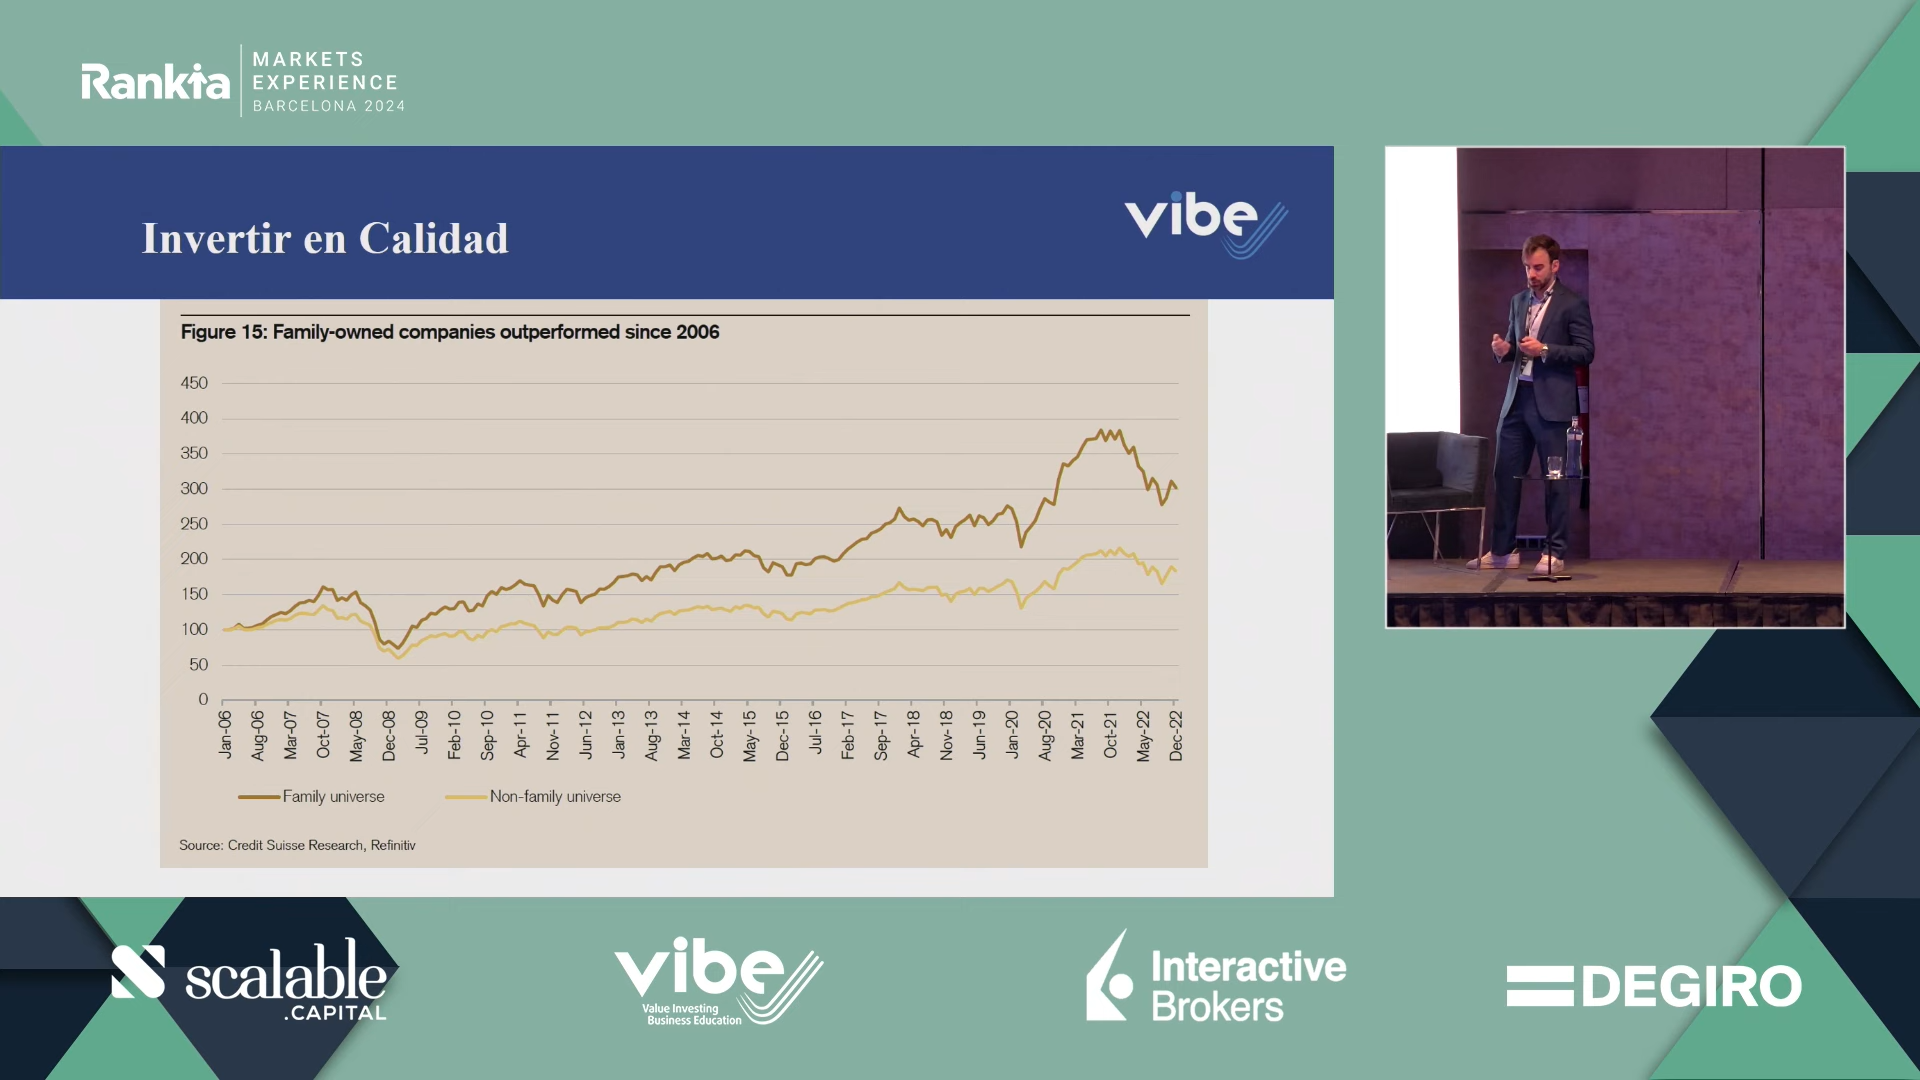 Rankia
MARKETS
EXPERIENCE
BARCELONA 2024
Invertir en Calidad
vibe
Figure 15: Family-owned companies outperformed since 2006
450
400
350
300
250
200
150
100
50
0
Jan-06 Aug-06 Mar-07 Oct-07 May-08 Dec-08 Jul-09 Feb-10 Sep-10 Apr-11 Nov-11 Jun-12 Jan-13 Aug-13 Mar-14 Oct-14 May-15 Dec-15 Jul-16 Feb-17 Sep-17 Apr-18 Nov-18 Jun-19 Jan-20 Aug-20 Mar-21 Oct-21 May-22 Dec-22
Family universe Non-family universe
Source: Credit Suisse Research, Refinitiv
scalable
.CAPITAL
vibe
Value Investing
Business Education
Interactive
Brokers
DEGIRO